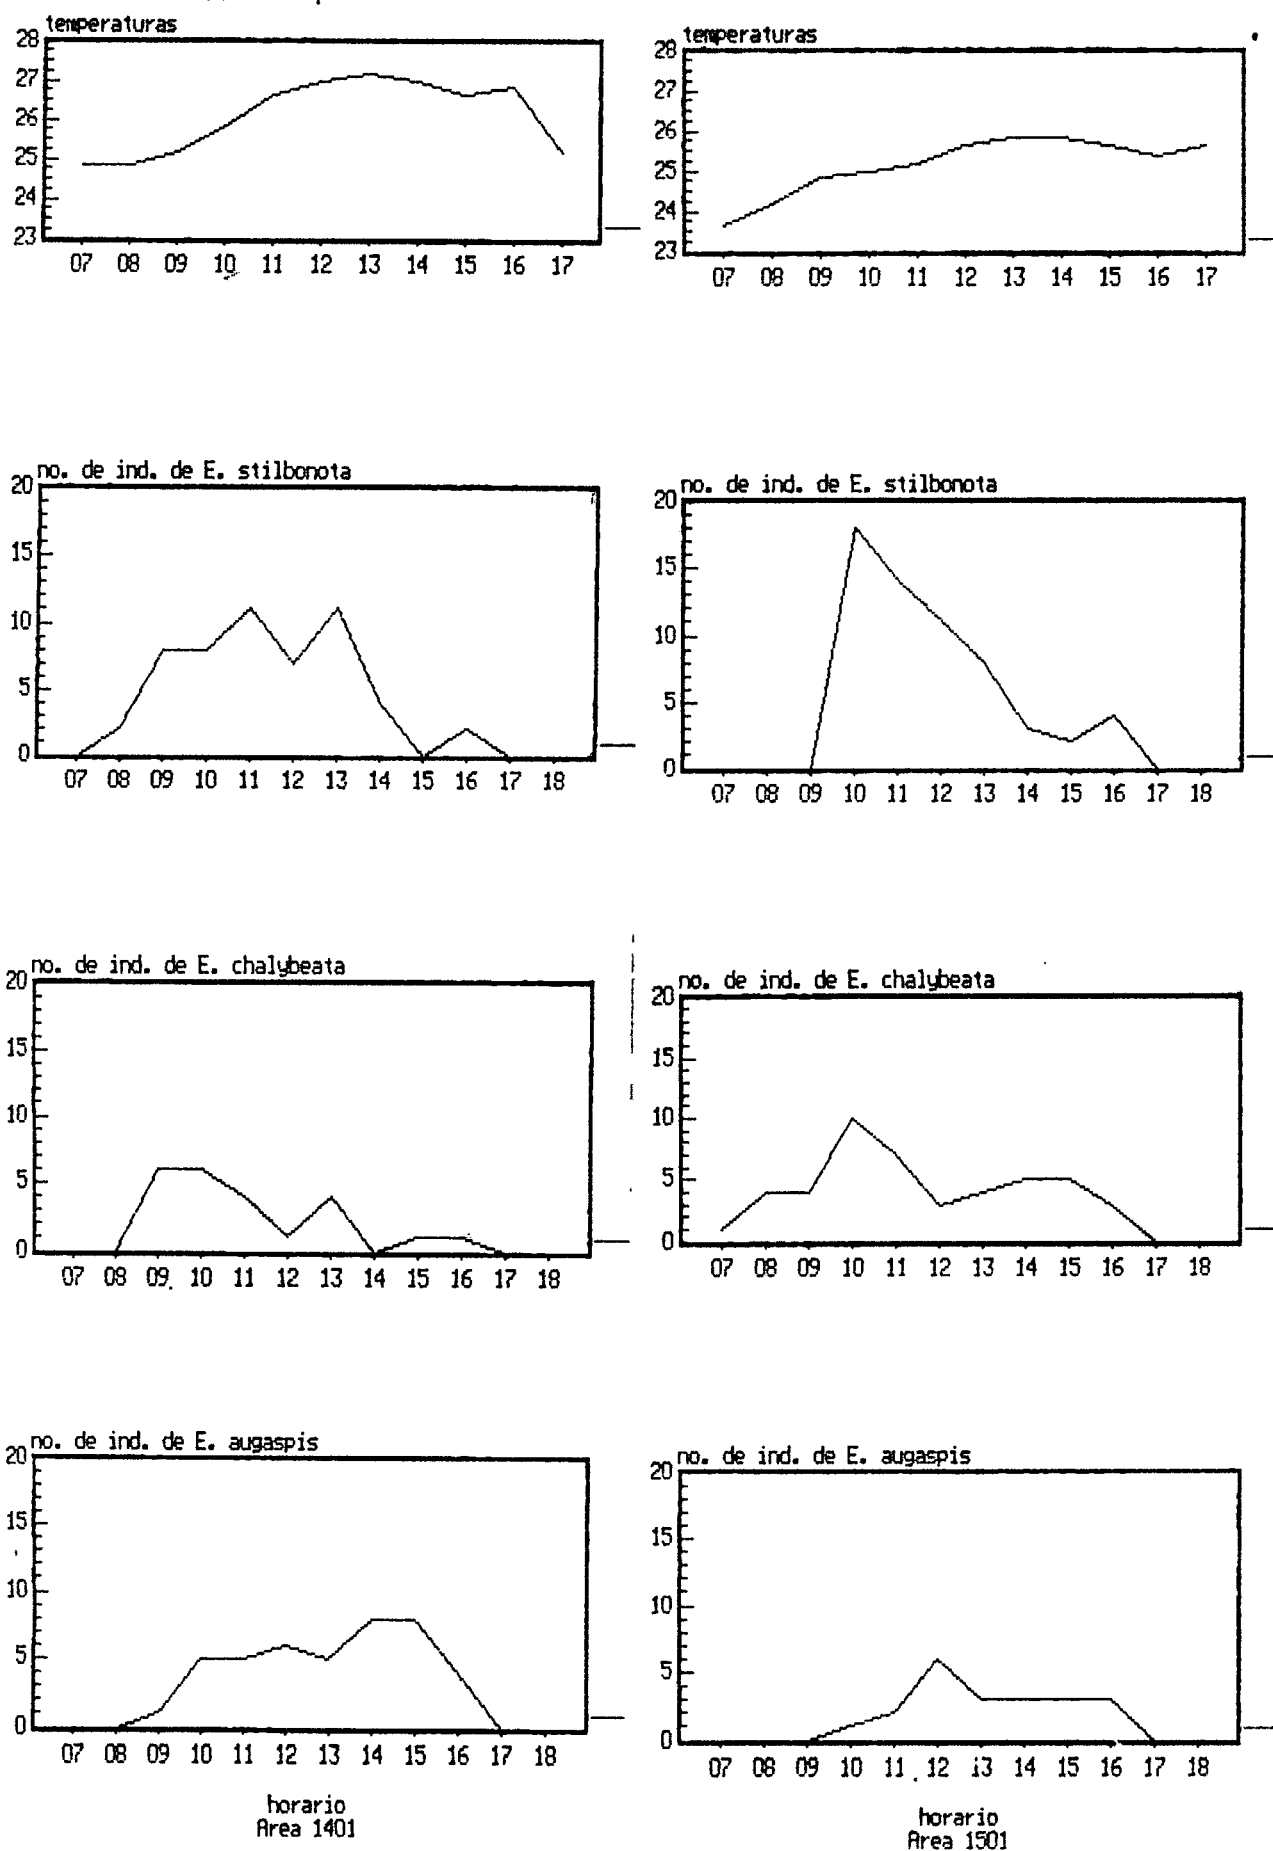 temperaturas
28
27
26
25
24
23
07 08 09 10 11 12 13 14 15 16 17
temperaturas
28
27
26
25
24
23
07 08 09 10 11 12 13 14 15 16 17
no. de ind. de E. stilbonota
20
15
10
5
0
07 08 09 10 11 12 13 14 15 16 17 18
no. de ind. de E. stilbonota
20
15
10
5
0
07 08 09 10 11 12 13 14 15 16 17 18
no. de ind. de E. chalybeata
20
15
10
5
0
07 08 09 10 11 12 13 14 15 16 17 18
no. de ind. de E. chalybeata
20
15
10
5
0
07 08 09 10 11 12 13 14 15 16 17 18
no. de ind. de E. augaspis
20
15
10
5
0
07 08 09 10 11 12 13 14 15 16 17 18
horario
Area 1401
no. de ind. de E. augaspis
20
15
10
5
0
07 08 09 10 11 12 13 14 15 16 17 18
horario
Area 1501